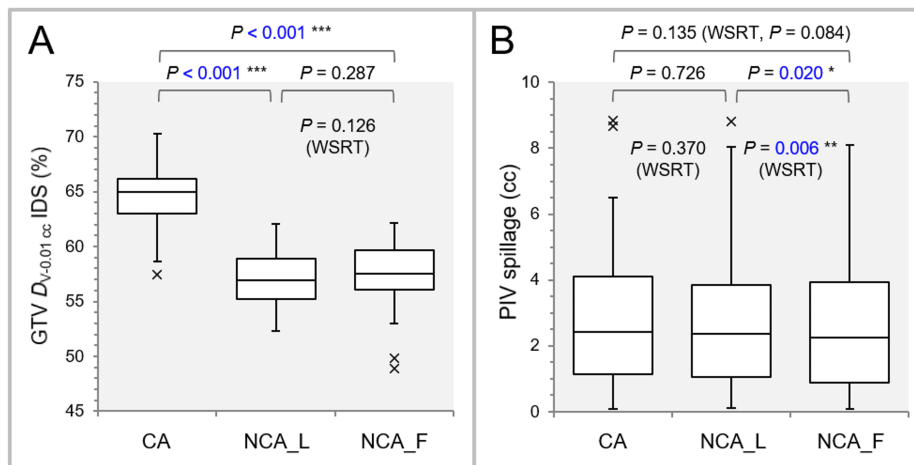 A
P < 0.001 ***
P < 0.001 ***
P = 0.287
P = 0.126
(WSRT)
GTV D_V-0.01 cc IDS (%)
75
70
65
60
55
50
45
CA
NCA_L
NCA_F
B
P = 0.135 (WSRT, P = 0.084)
P = 0.726
P = 0.020 *
P = 0.370
(WSRT)
P = 0.006 **
(WSRT)
PIV spillage (cc)
10
8
6
4
2
0
CA
NCA_L
NCA_F